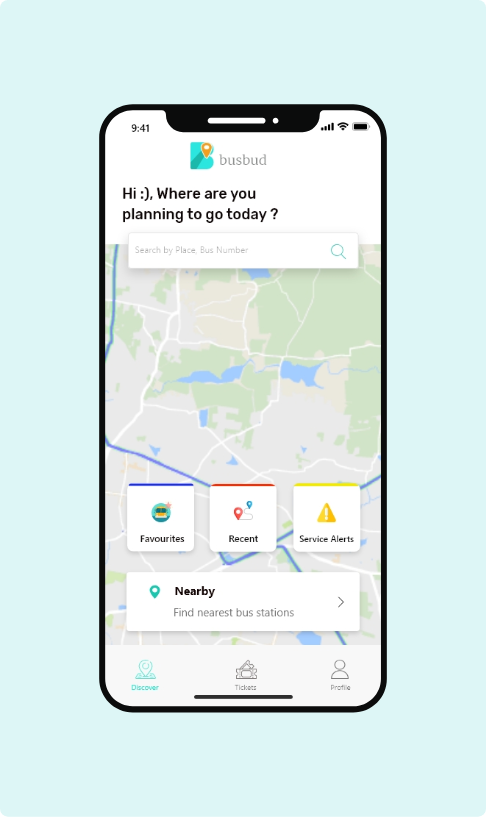 9:41
busbud
Hi :), Where are you
planning to go today ?
Search by Place, Bus Number
Favourites
Recent
Service Alerts
Nearby
Find nearest bus stations
Discover
Tickets
Profile